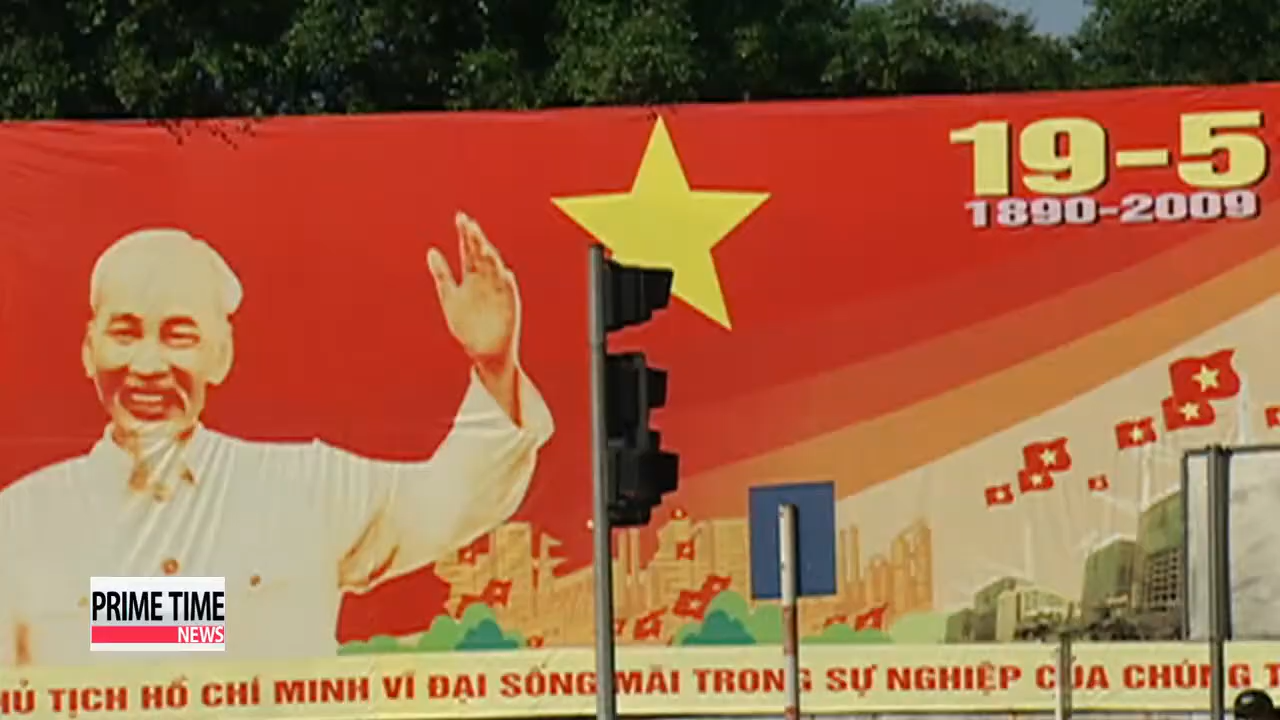 19-5
1890-2009
PRIME TIME
NEWS
HỦ TỊCH HỒ CHÍ MINH VĨ ĐẠI SỐNG MÃI TRONG SỰ NGHIỆP CỦA CHÚNG T